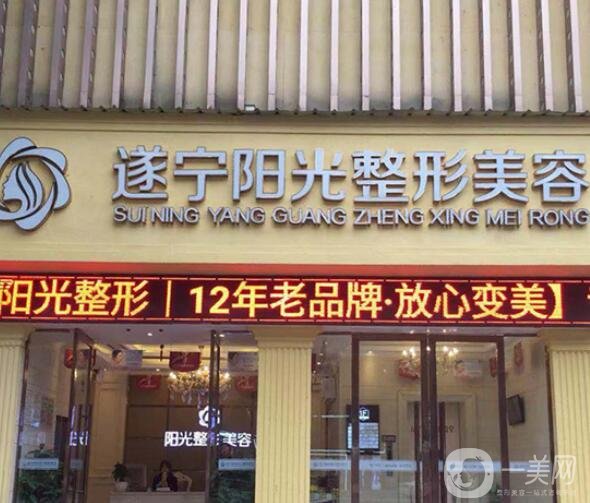 遂宁阳光整形美容
SUI NING YANG GUANG ZHENG XING MEI RONG
阳光整形｜12年老品牌·放心变美】
阳光整形美容
一美网